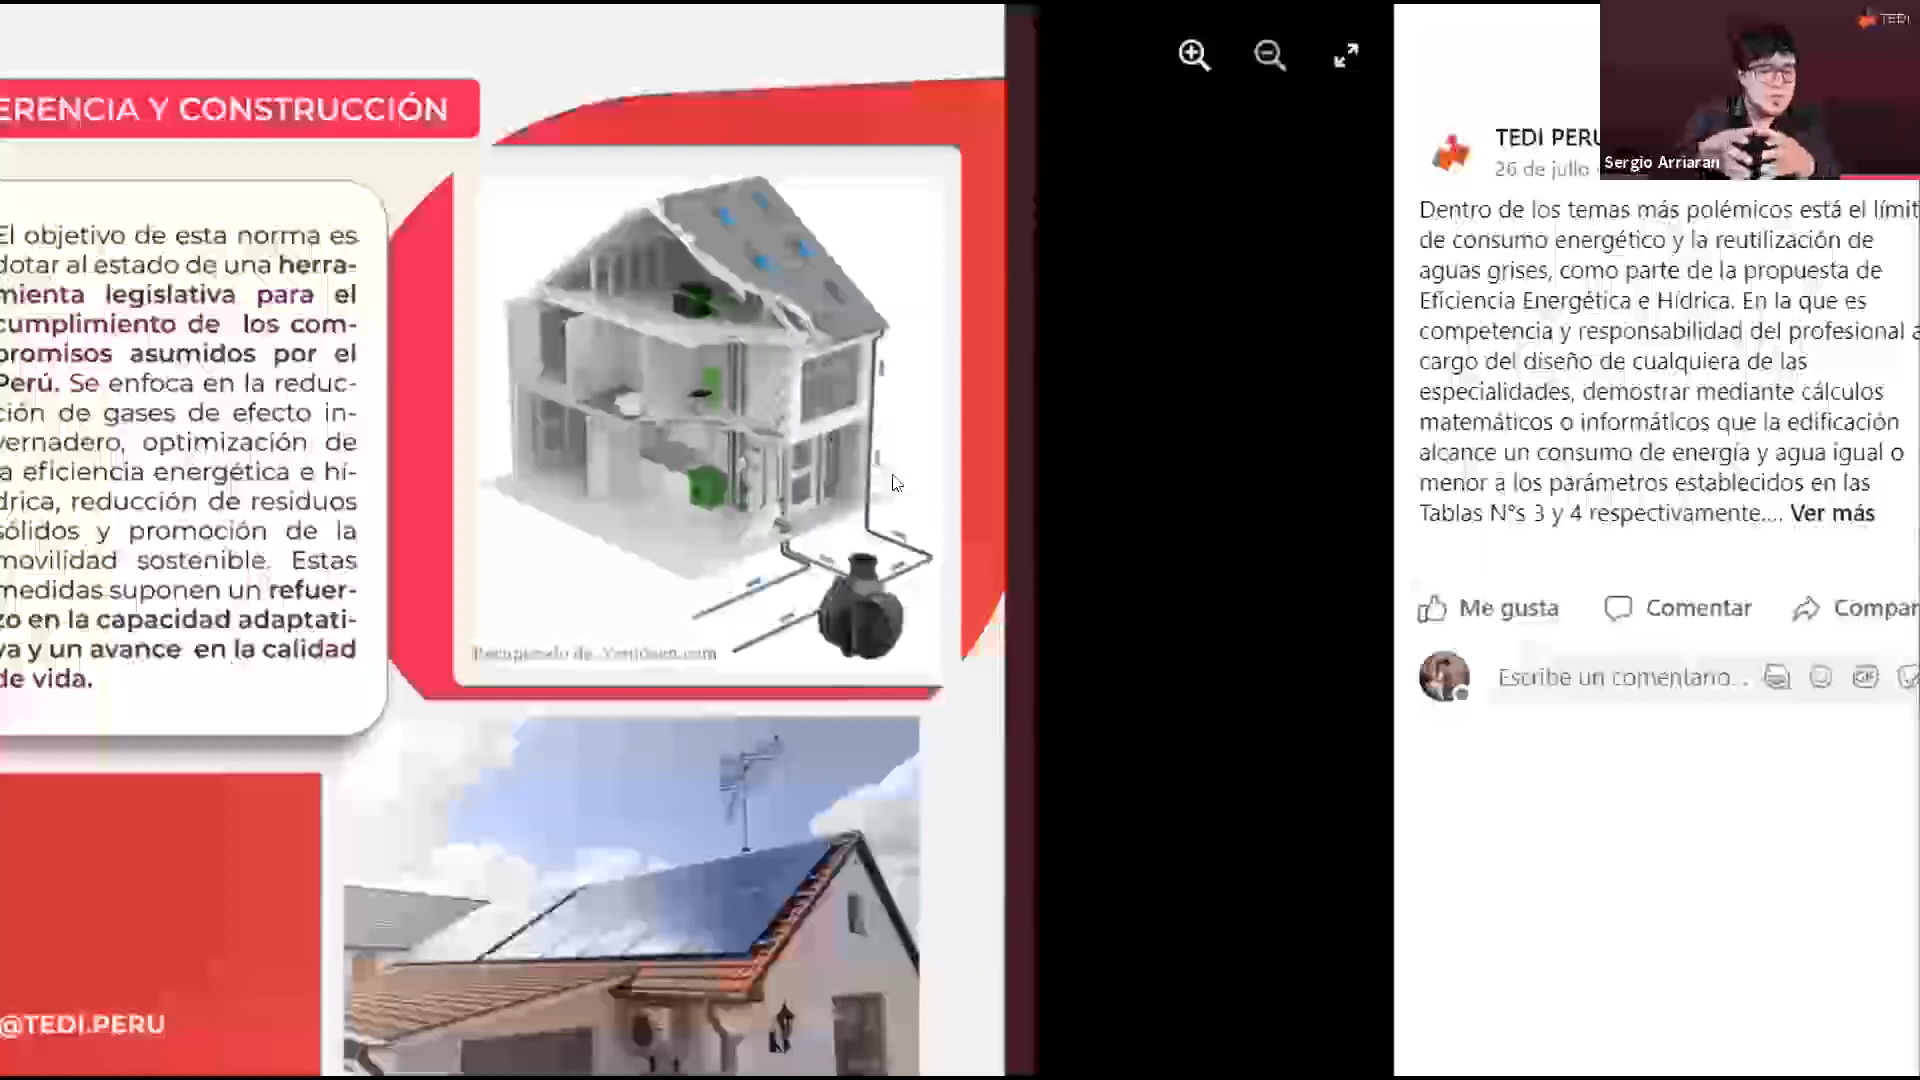 ERENCIA Y CONSTRUCCIÓN
El objetivo de esta norma es
dotar al estado de una herra-
mienta legislativa para el
cumplimiento de los com-
promisos asumidos por el
Perú. Se enfoca en la reduc-
ción de gases de efecto in-
vernadero, optimización de
la eficiencia energética e hí-
drica, reducción de residuos
sólidos y promoción de la
movilidad sostenible. Estas
medidas suponen un refuer-
zo en la capacidad adaptati-
va y un avance en la calidad
de vida.
@TEDI.PERU
TEDI
Sergio Arriaran
TEDI PERU
26 de julio
Dentro de los temas más polémicos está el límit
de consumo energético y la reutilización de
aguas grises, como parte de la propuesta de
Eficiencia Energética e Hídrica. En la que es
competencia y responsabilidad del profesional a
cargo del diseño de cualquiera de las
especialidades, demostrar mediante cálculos
matemáticos o informáticos que la edificación
alcance un consumo de energía y agua igual o
menor a los parámetros establecidos en las
Tablas N°s 3 y 4 respectivamente.... Ver más
Me gusta
Comentar
Compar
Escribe un comentario...
GIF